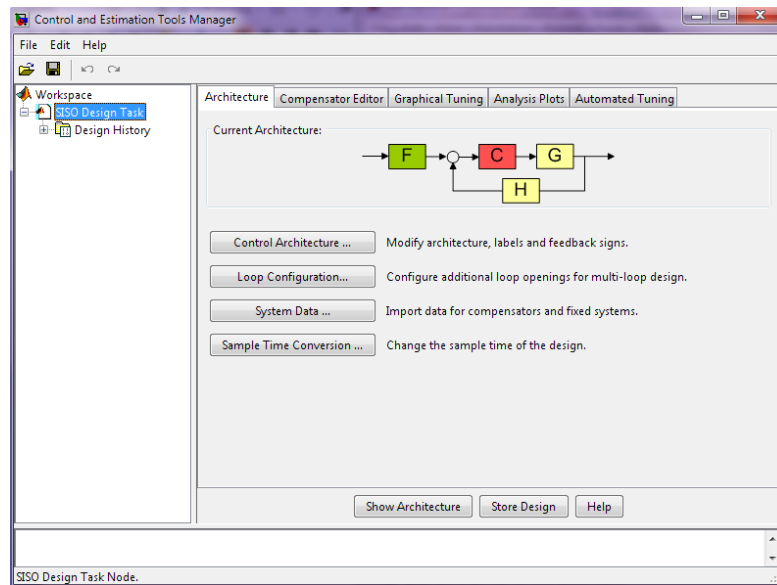 Control and Estimation Tools Manager
File Edit Help
Workspace
SISO Design Task
Design History
Architecture Compensator Editor Graphical Tuning Analysis Plots Automated Tuning
Current Architecture:
F C G
H
Control Architecture ... Modify architecture, labels and feedback signs.
Loop Configuration... Configure additional loop openings for multi-loop design.
System Data ... Import data for compensators and fixed systems.
Sample Time Conversion ... Change the sample time of the design.
Show Architecture Store Design Help
SISO Design Task Node.